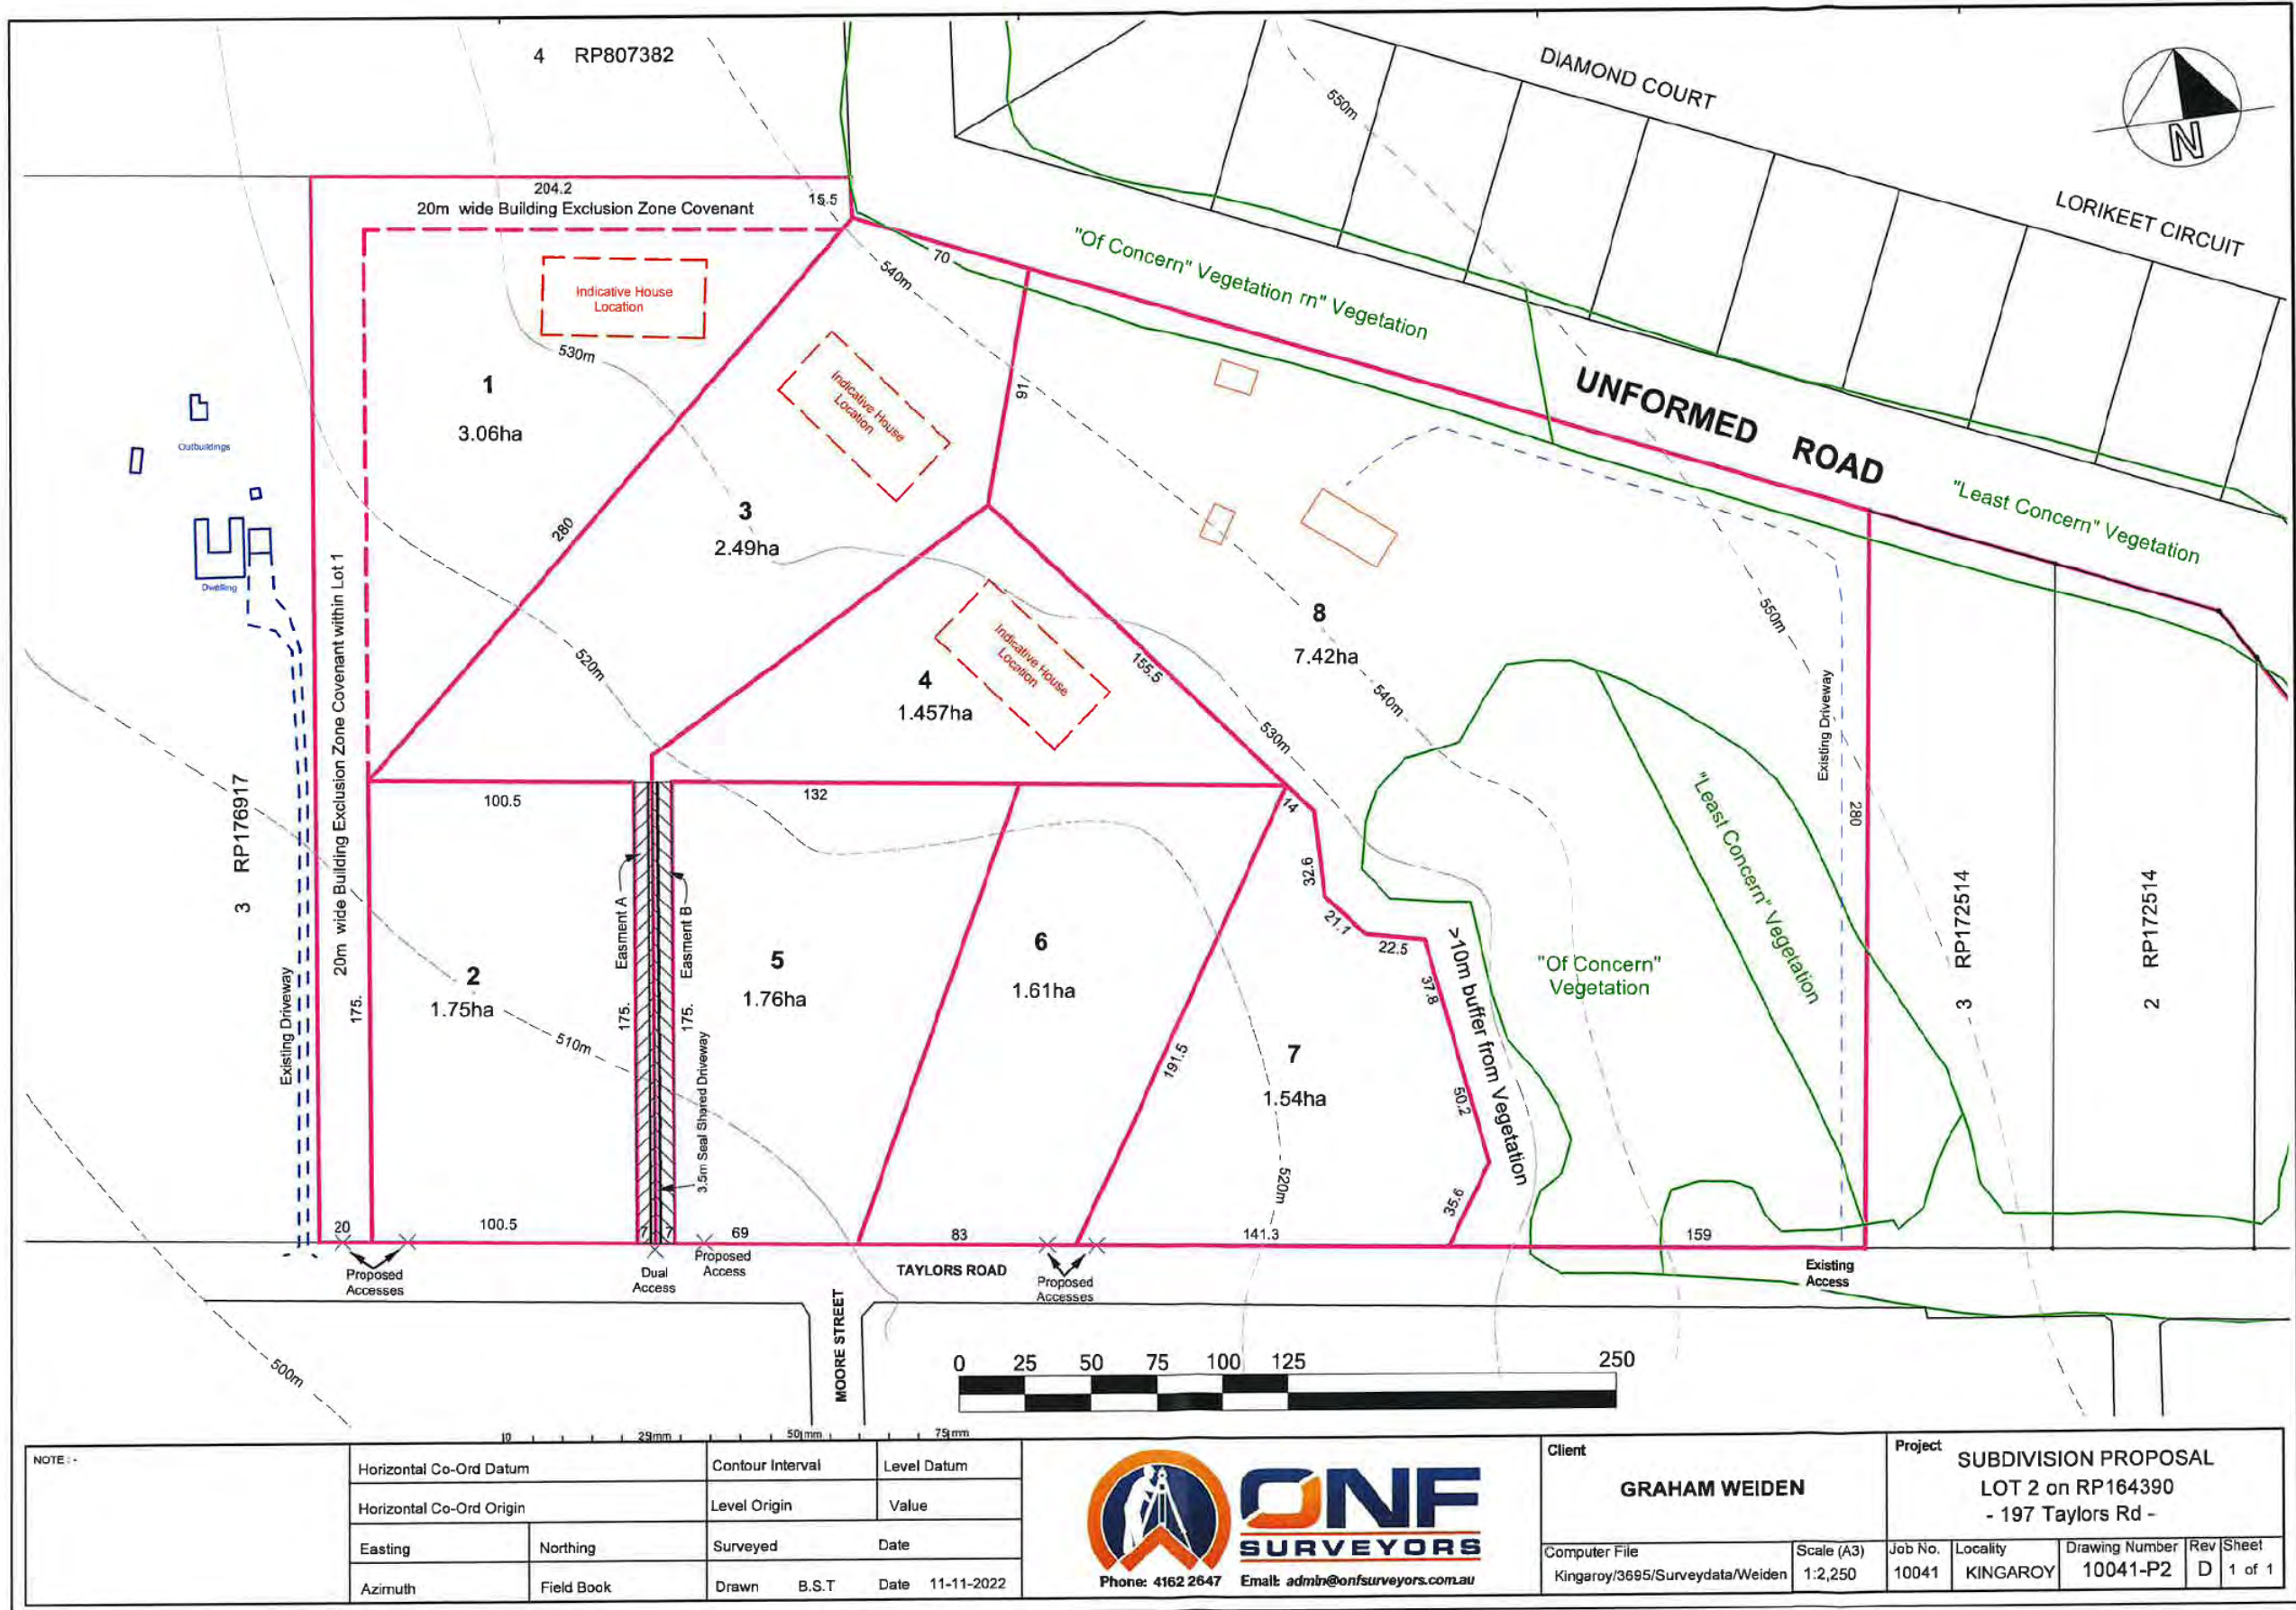 4 RP807382
DIAMOND COURT
LORIKEET CIRCUIT
N
550m
204.2
20m wide Building Exclusion Zone Covenant
15.5
"Of Concern" Vegetation rn" Vegetation
70
540m
Indicative House
Location
530m
1
3.06ha
Indicative House
Location
91
UNFORMED ROAD
"Least Concern" Vegetation
Outbuildings
Dwelling
280
3
2.49ha
20m wide Building Exclusion Zone Covenant within Lot 1
520m
Indicative House
Location
4
1.457ha
155.5
8
7.42ha
550m
540m
530m
Existing Driveway
280
"Least Concern" Vegetation
3 RP176917
100.5
132
14
32.6
21.1
22.5
37.8
50.2
35.6
>10m buffer from Vegetation
"Of Concern"
Vegetation
3 RP172514
2 RP172514
Existing Driveway
175.
2
1.75ha
510m
Easment A
175.
Easment B
175.
3.5m Seal Shared Driveway
5
1.76ha
6
1.61ha
191.5
7
1.54ha
520m
20
100.5
7
7
69
83
141.3
159
Proposed
Accesses
Dual
Access
Proposed
Access
TAYLORS ROAD
Proposed
Accesses
Existing
Access
MOORE STREET
500m
0 25 50 75 100 125 250
10 25mm 50mm 75mm
NOTE :-
Horizontal Co-Ord Datum
Contour Interval
Level Datum
Horizontal Co-Ord Origin
Level Origin
Value
Easting
Northing
Surveyed
Date
Azimuth
Field Book
Drawn B.S.T
Date 11-11-2022
ONF
SURVEYORS
Phone: 4162 2647 Email: admin@onfsurveyors.com.au
Client
GRAHAM WEIDEN
Project
SUBDIVISION PROPOSAL
LOT 2 on RP164390
- 197 Taylors Rd -
Computer File
Kingaroy/3695/Surveydata/Weiden
Scale (A3)
1:2,250
Job No.
10041
Locality
KINGAROY
Drawing Number
10041-P2
Rev
D
Sheet
1 of 1